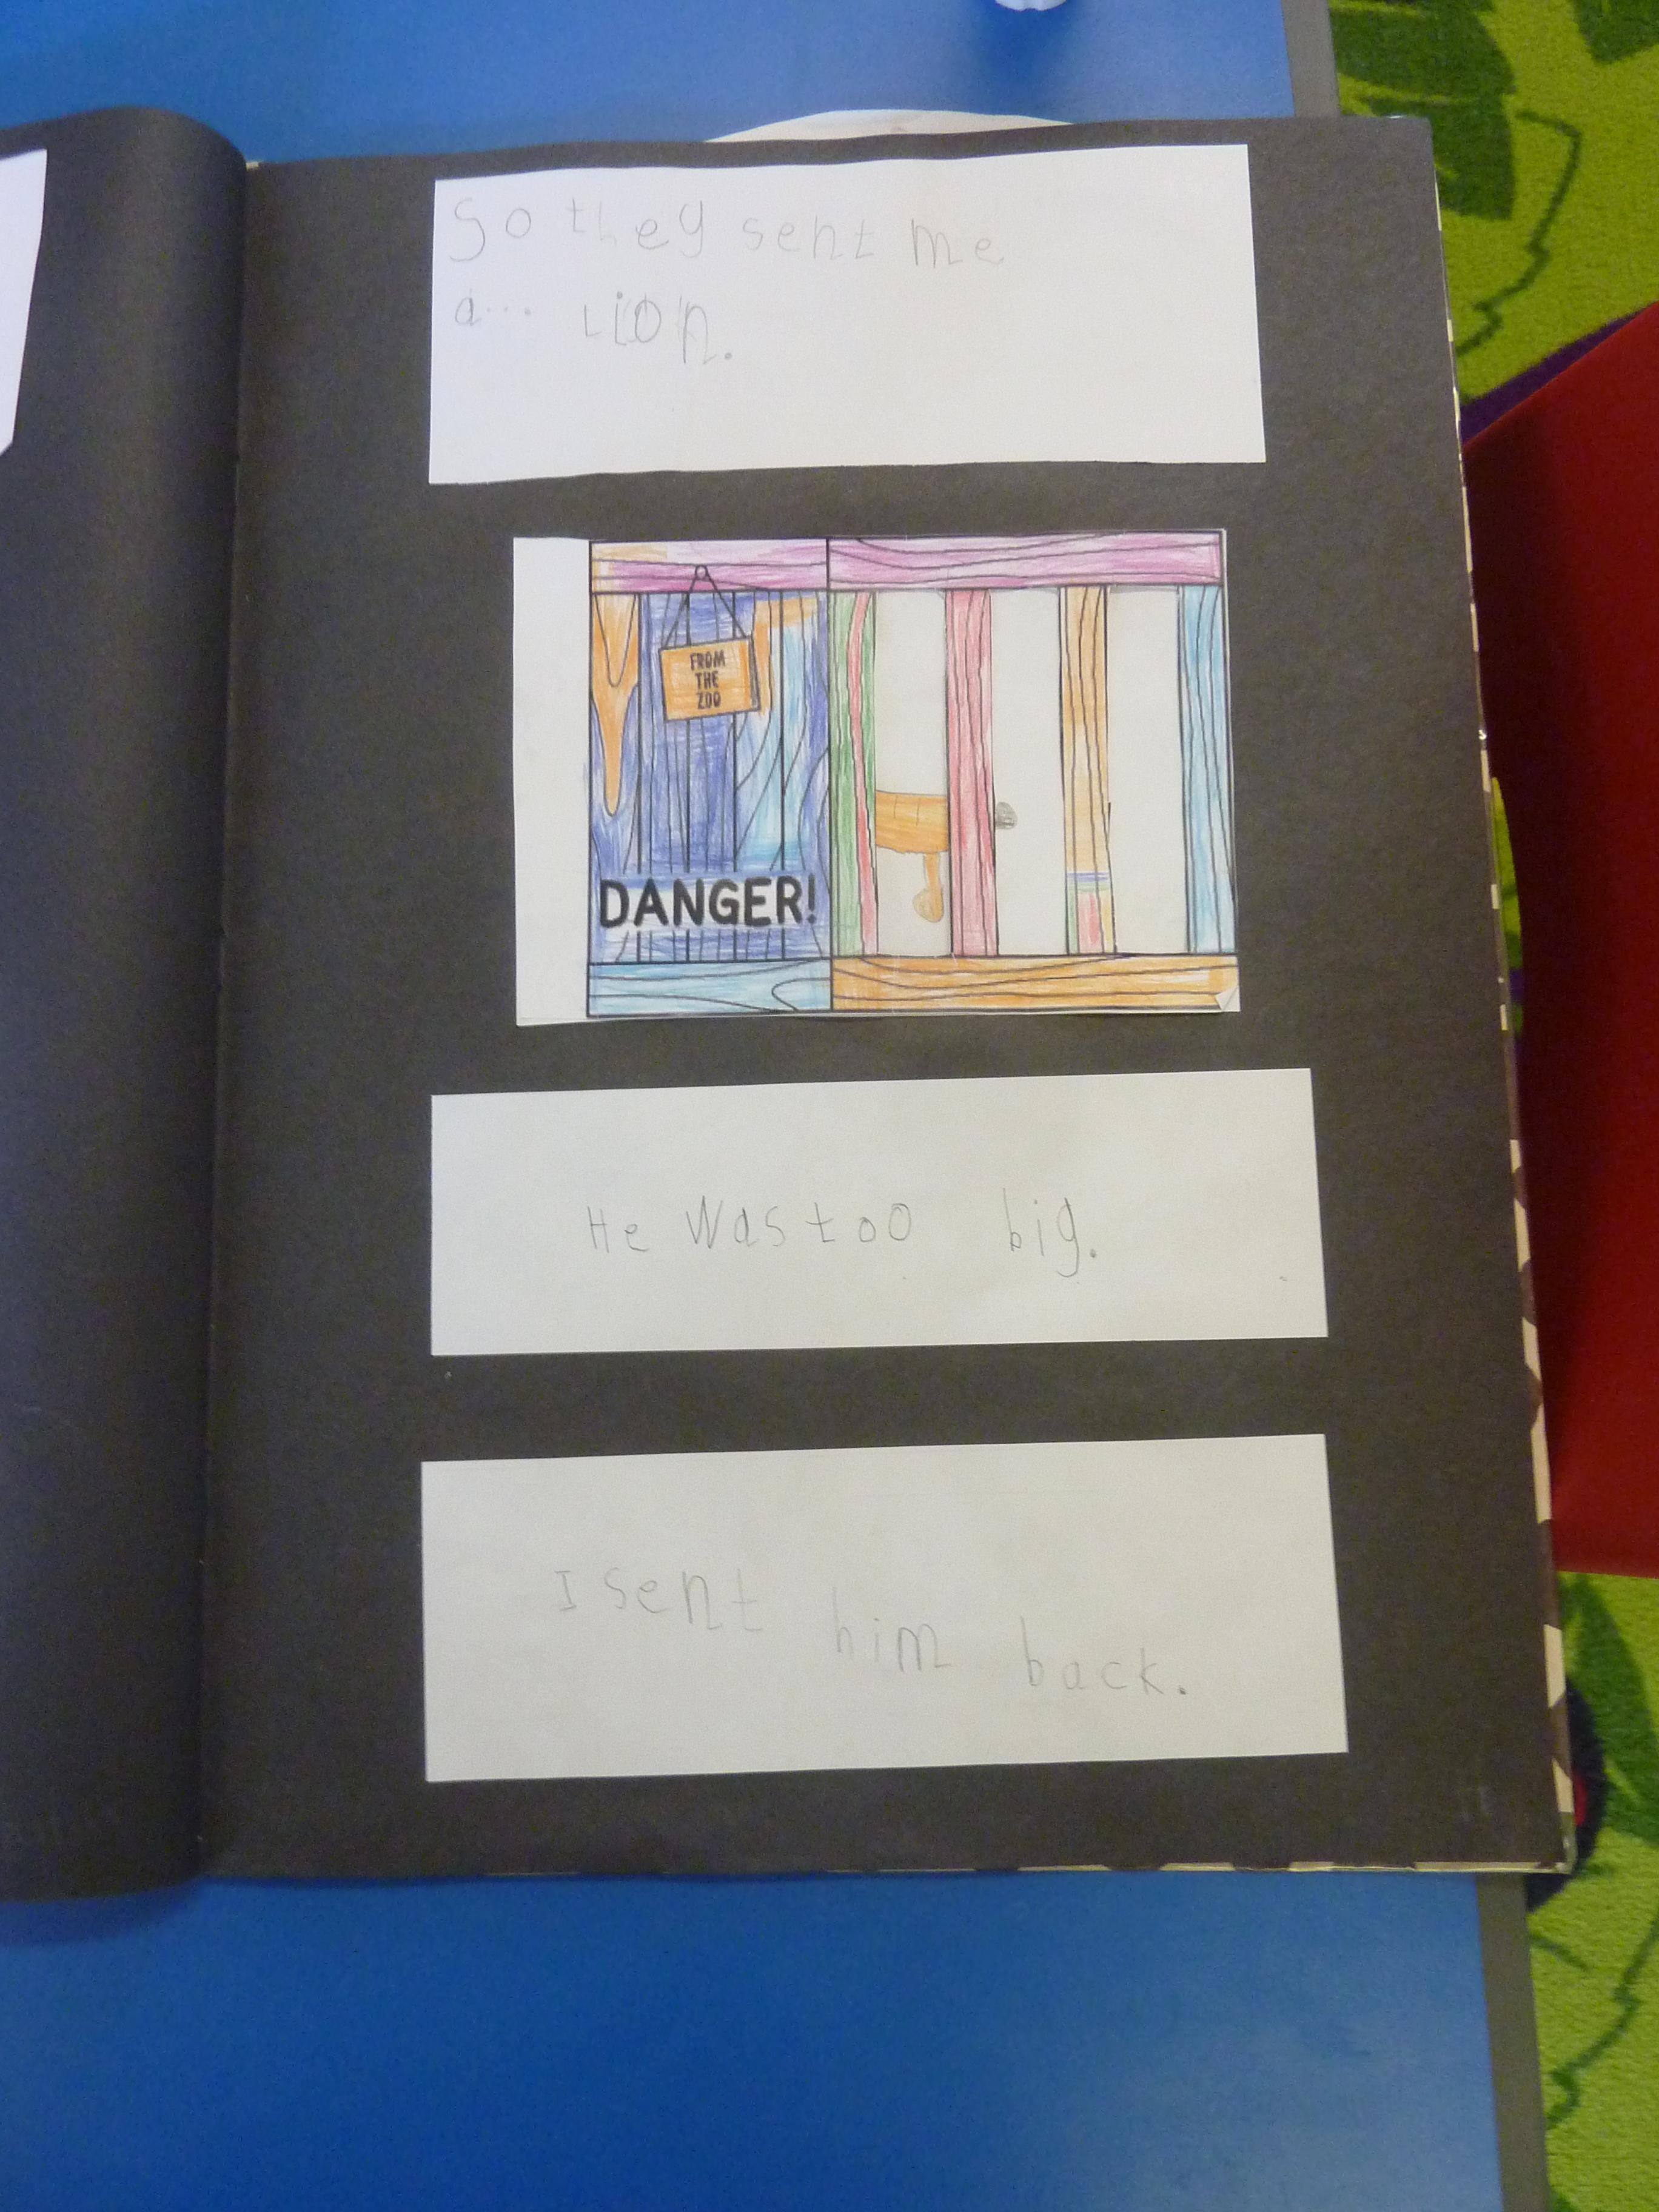 So they sent me
a... Lion.
FROM
THE
ZOO
DANGER!
He was too big.
I sent him back.